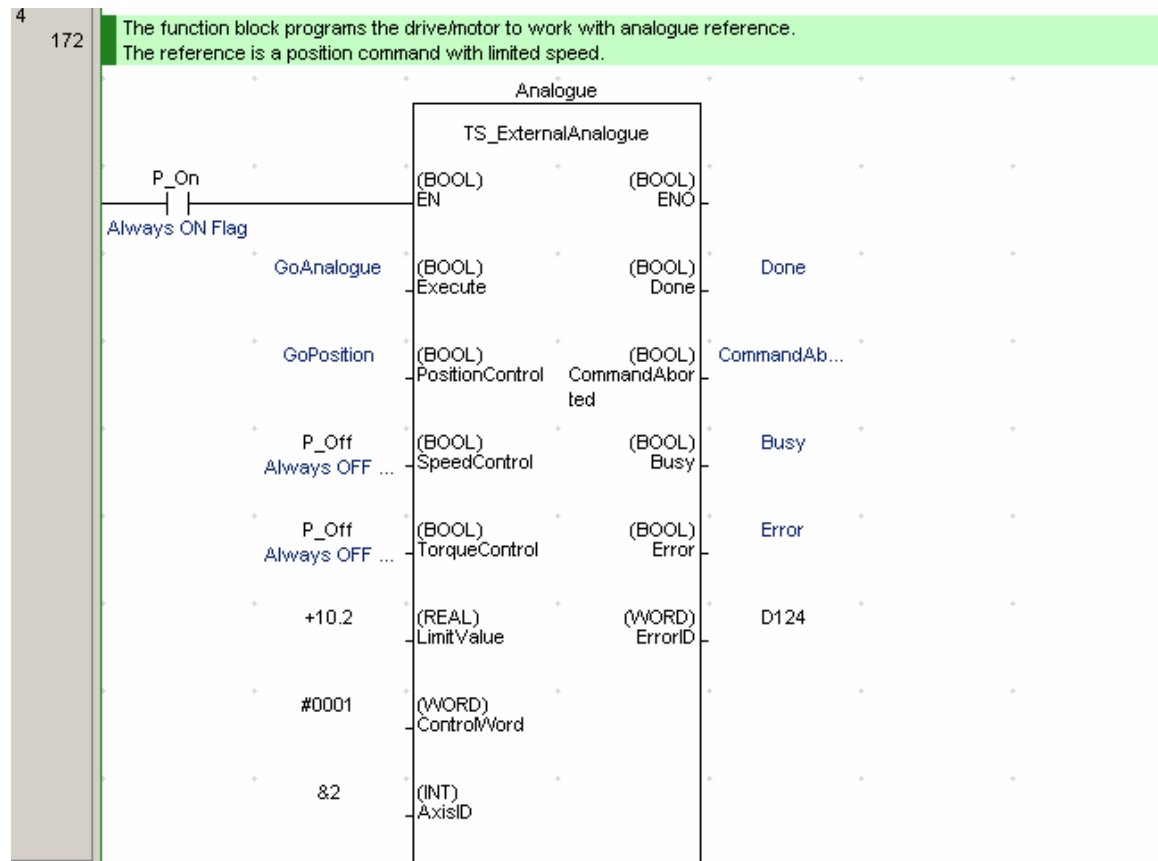 4
172
The function block programs the drive/motor to work with analogue reference.
The reference is a position command with limited speed.
Analogue
TS_ExternalAnalogue
P_On
(BOOL) (BOOL)
EN ENO
Always ON Flag
GoAnalogue (BOOL) (BOOL) Done
Execute Done
GoPosition (BOOL) (BOOL) CommandAb...
PositionControl CommandAbor
ted
P_Off (BOOL) (BOOL) Busy
Always OFF ... SpeedControl Busy
P_Off (BOOL) (BOOL) Error
Always OFF ... TorqueControl Error
+10.2 (REAL) (WORD) D124
LimitValue ErrorID
#0001 (WORD)
ControlWord
&2 (INT)
AxisID